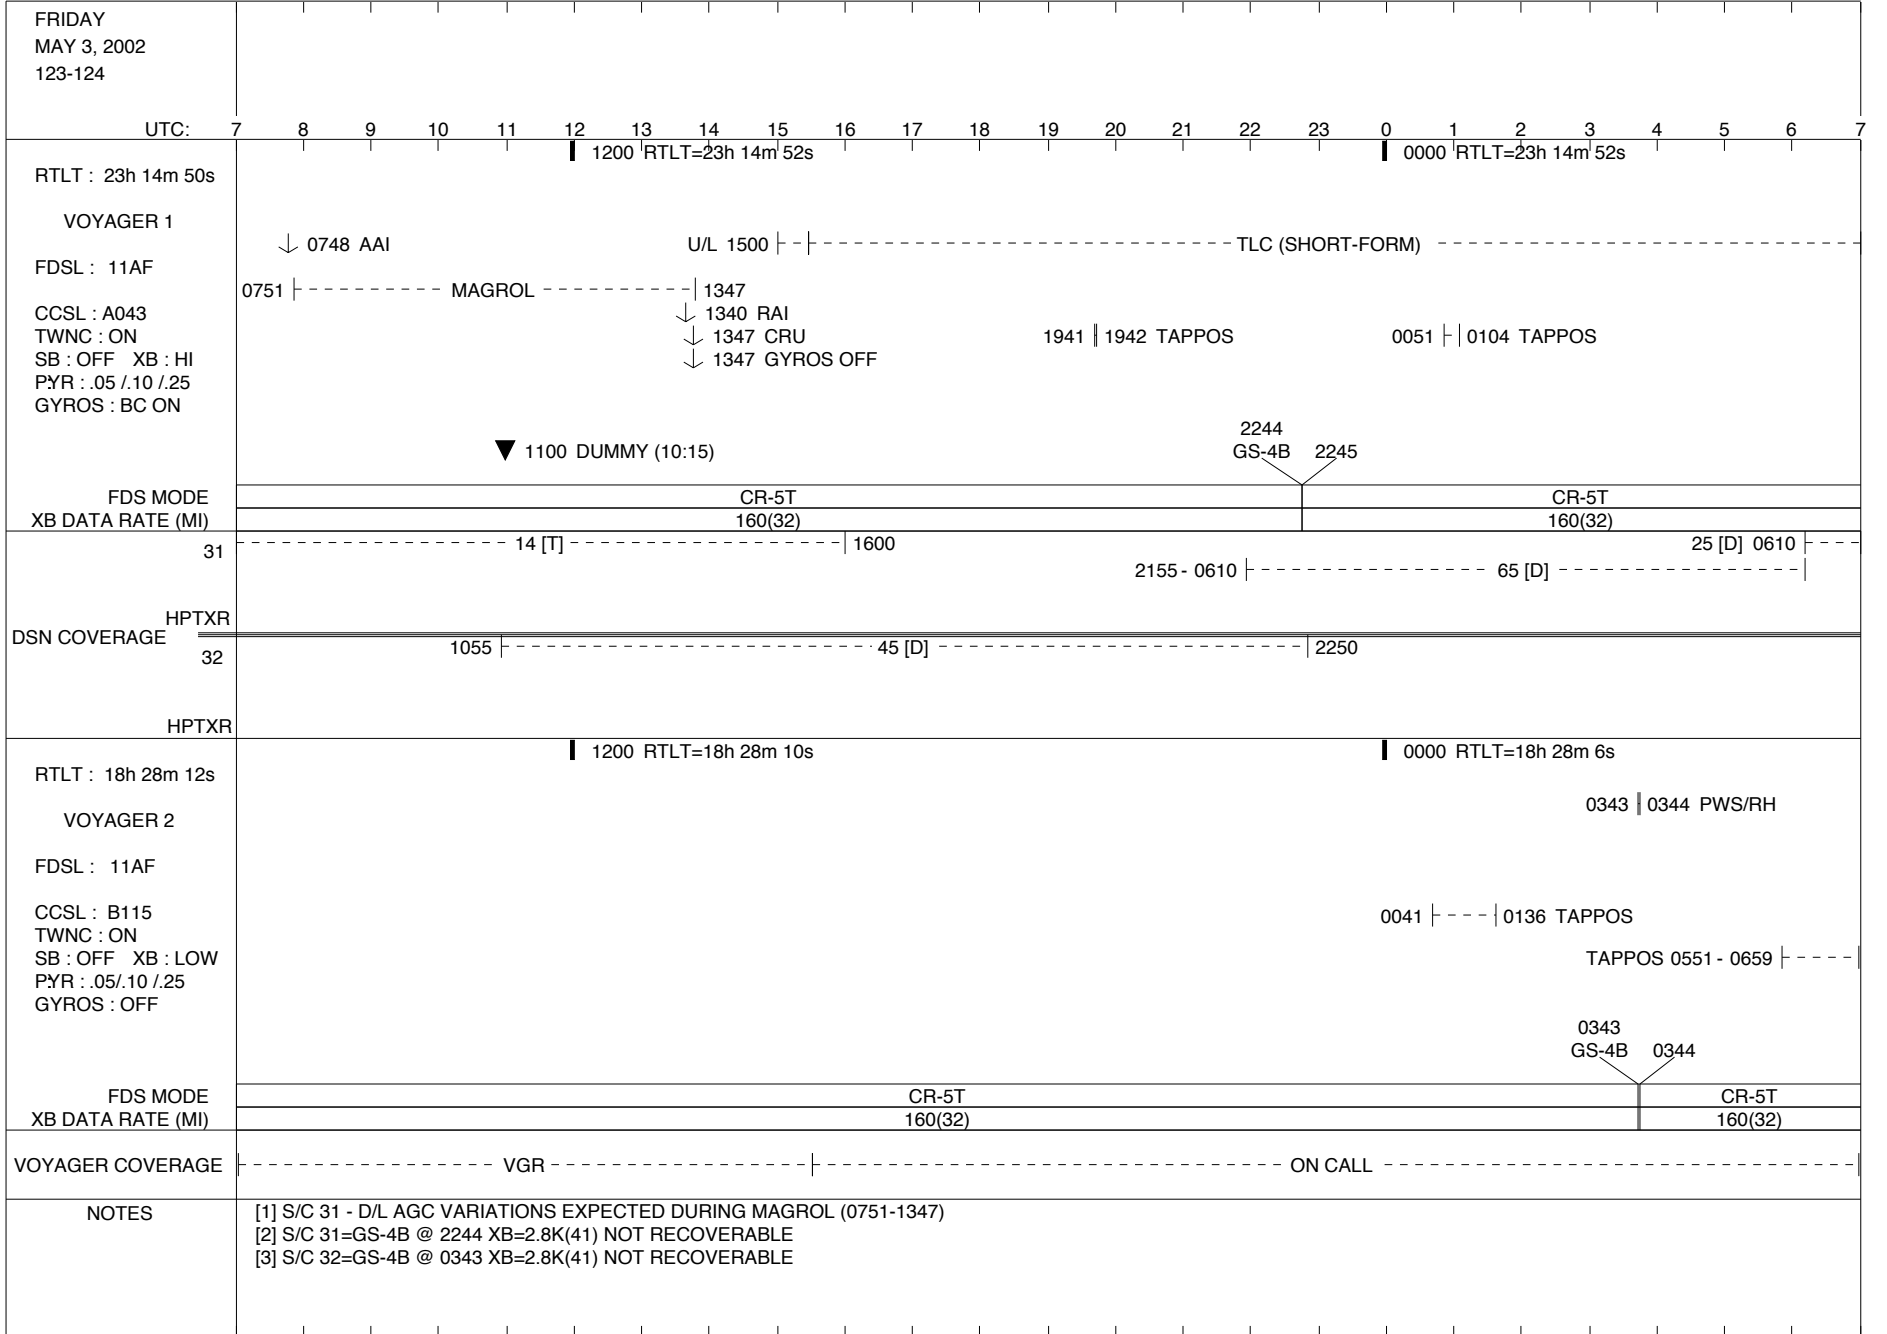 FRIDAY
MAY 3, 2002
123-124
UTC: 7 8 9 10 11 12 13 14 15 16 17 18 19 20 21 22 23 0 1 2 3 4 5 6 7
1200 RTLT=23h 14m 52s 0000 RTLT=23h 14m 52s
RTLT : 23h 14m 50s
VOYAGER 1
0748 AAI U/L 1500 TLC (SHORT-FORM)
FDSL : 11AF
0751 MAGROL 1347
CCSL : A043 1340 RAI
TWNC : ON 1347 CRU 1941 1942 TAPPOS 0051 0104 TAPPOS
SB : OFF XB : HI 1347 GYROS OFF
P:YR : .05 /.10 /.25
GYROS : BC ON
2244
1100 DUMMY (10:15) GS-4B 2245
FDS MODE CR-5T CR-5T
XB DATA RATE (MI) 160(32) 160(32)
31 14 [T] 1600 25 [D] 0610
2155 - 0610 65 [D]
HPTXR
DSN COVERAGE
32 1055 45 [D] 2250
HPTXR
1200 RTLT=18h 28m 10s 0000 RTLT=18h 28m 6s
RTLT : 18h 28m 12s
0343 0344 PWS/RH
VOYAGER 2
FDSL : 11AF
CCSL : B115 0041 0136 TAPPOS
TWNC : ON
SB : OFF XB : LOW TAPPOS 0551 - 0659
P:YR : .05/.10 /.25
GYROS : OFF
0343
GS-4B 0344
FDS MODE CR-5T CR-5T
XB DATA RATE (MI) 160(32) 160(32)
VOYAGER COVERAGE VGR ON CALL
NOTES [1] S/C 31 - D/L AGC VARIATIONS EXPECTED DURING MAGROL (0751-1347)
[2] S/C 31=GS-4B @ 2244 XB=2.8K(41) NOT RECOVERABLE
[3] S/C 32=GS-4B @ 0343 XB=2.8K(41) NOT RECOVERABLE